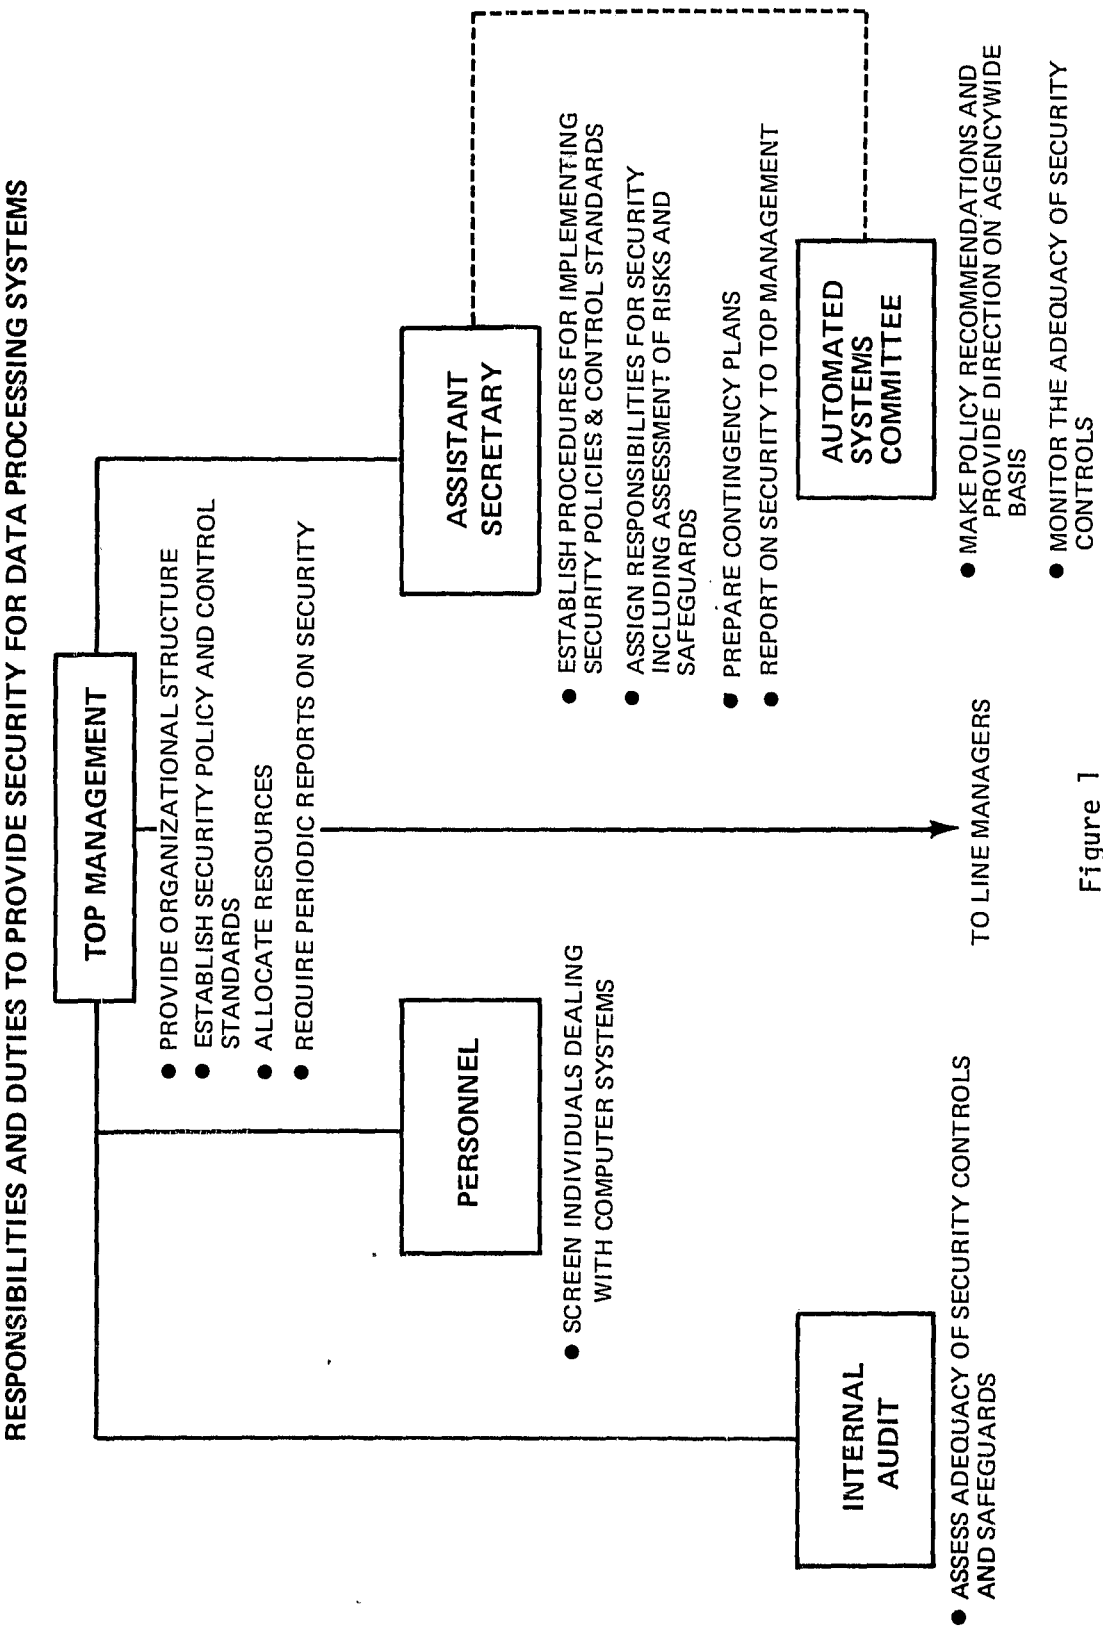 RESPONSIBILITIES AND DUTIES TO PROVIDE SECURITY FOR DATA PROCESSING SYSTEMS
TOP MANAGEMENT
● PROVIDE ORGANIZATIONAL STRUCTURE
● ESTABLISH SECURITY POLICY AND CONTROL
STANDARDS
● ALLOCATE RESOURCES
● REQUIRE PERIODIC REPORTS ON SECURITY
PERSONNEL
● SCREEN INDIVIDUALS DEALING
WITH COMPUTER SYSTEMS
ASSISTANT
SECRETARY
● ESTABLISH PROCEDURES FOR IMPLEMENTING
SECURITY POLICIES & CONTROL STANDARDS
● ASSIGN RESPONSIBILITIES FOR SECURITY
INCLUDING ASSESSMENT OF RISKS AND
SAFEGUARDS
● PREPARE CONTINGENCY PLANS
● REPORT ON SECURITY TO TOP MANAGEMENT
INTERNAL
AUDIT
● ASSESS ADEQUACY OF SECURITY CONTROLS
AND SAFEGUARDS
TO LINE MANAGERS
AUTOMATED
SYSTEMS
COMMITTEE
● MAKE POLICY RECOMMENDATIONS AND
PROVIDE DIRECTION ON AGENCYWIDE
BASIS
● MONITOR THE ADEQUACY OF SECURITY
CONTROLS
Figure 1